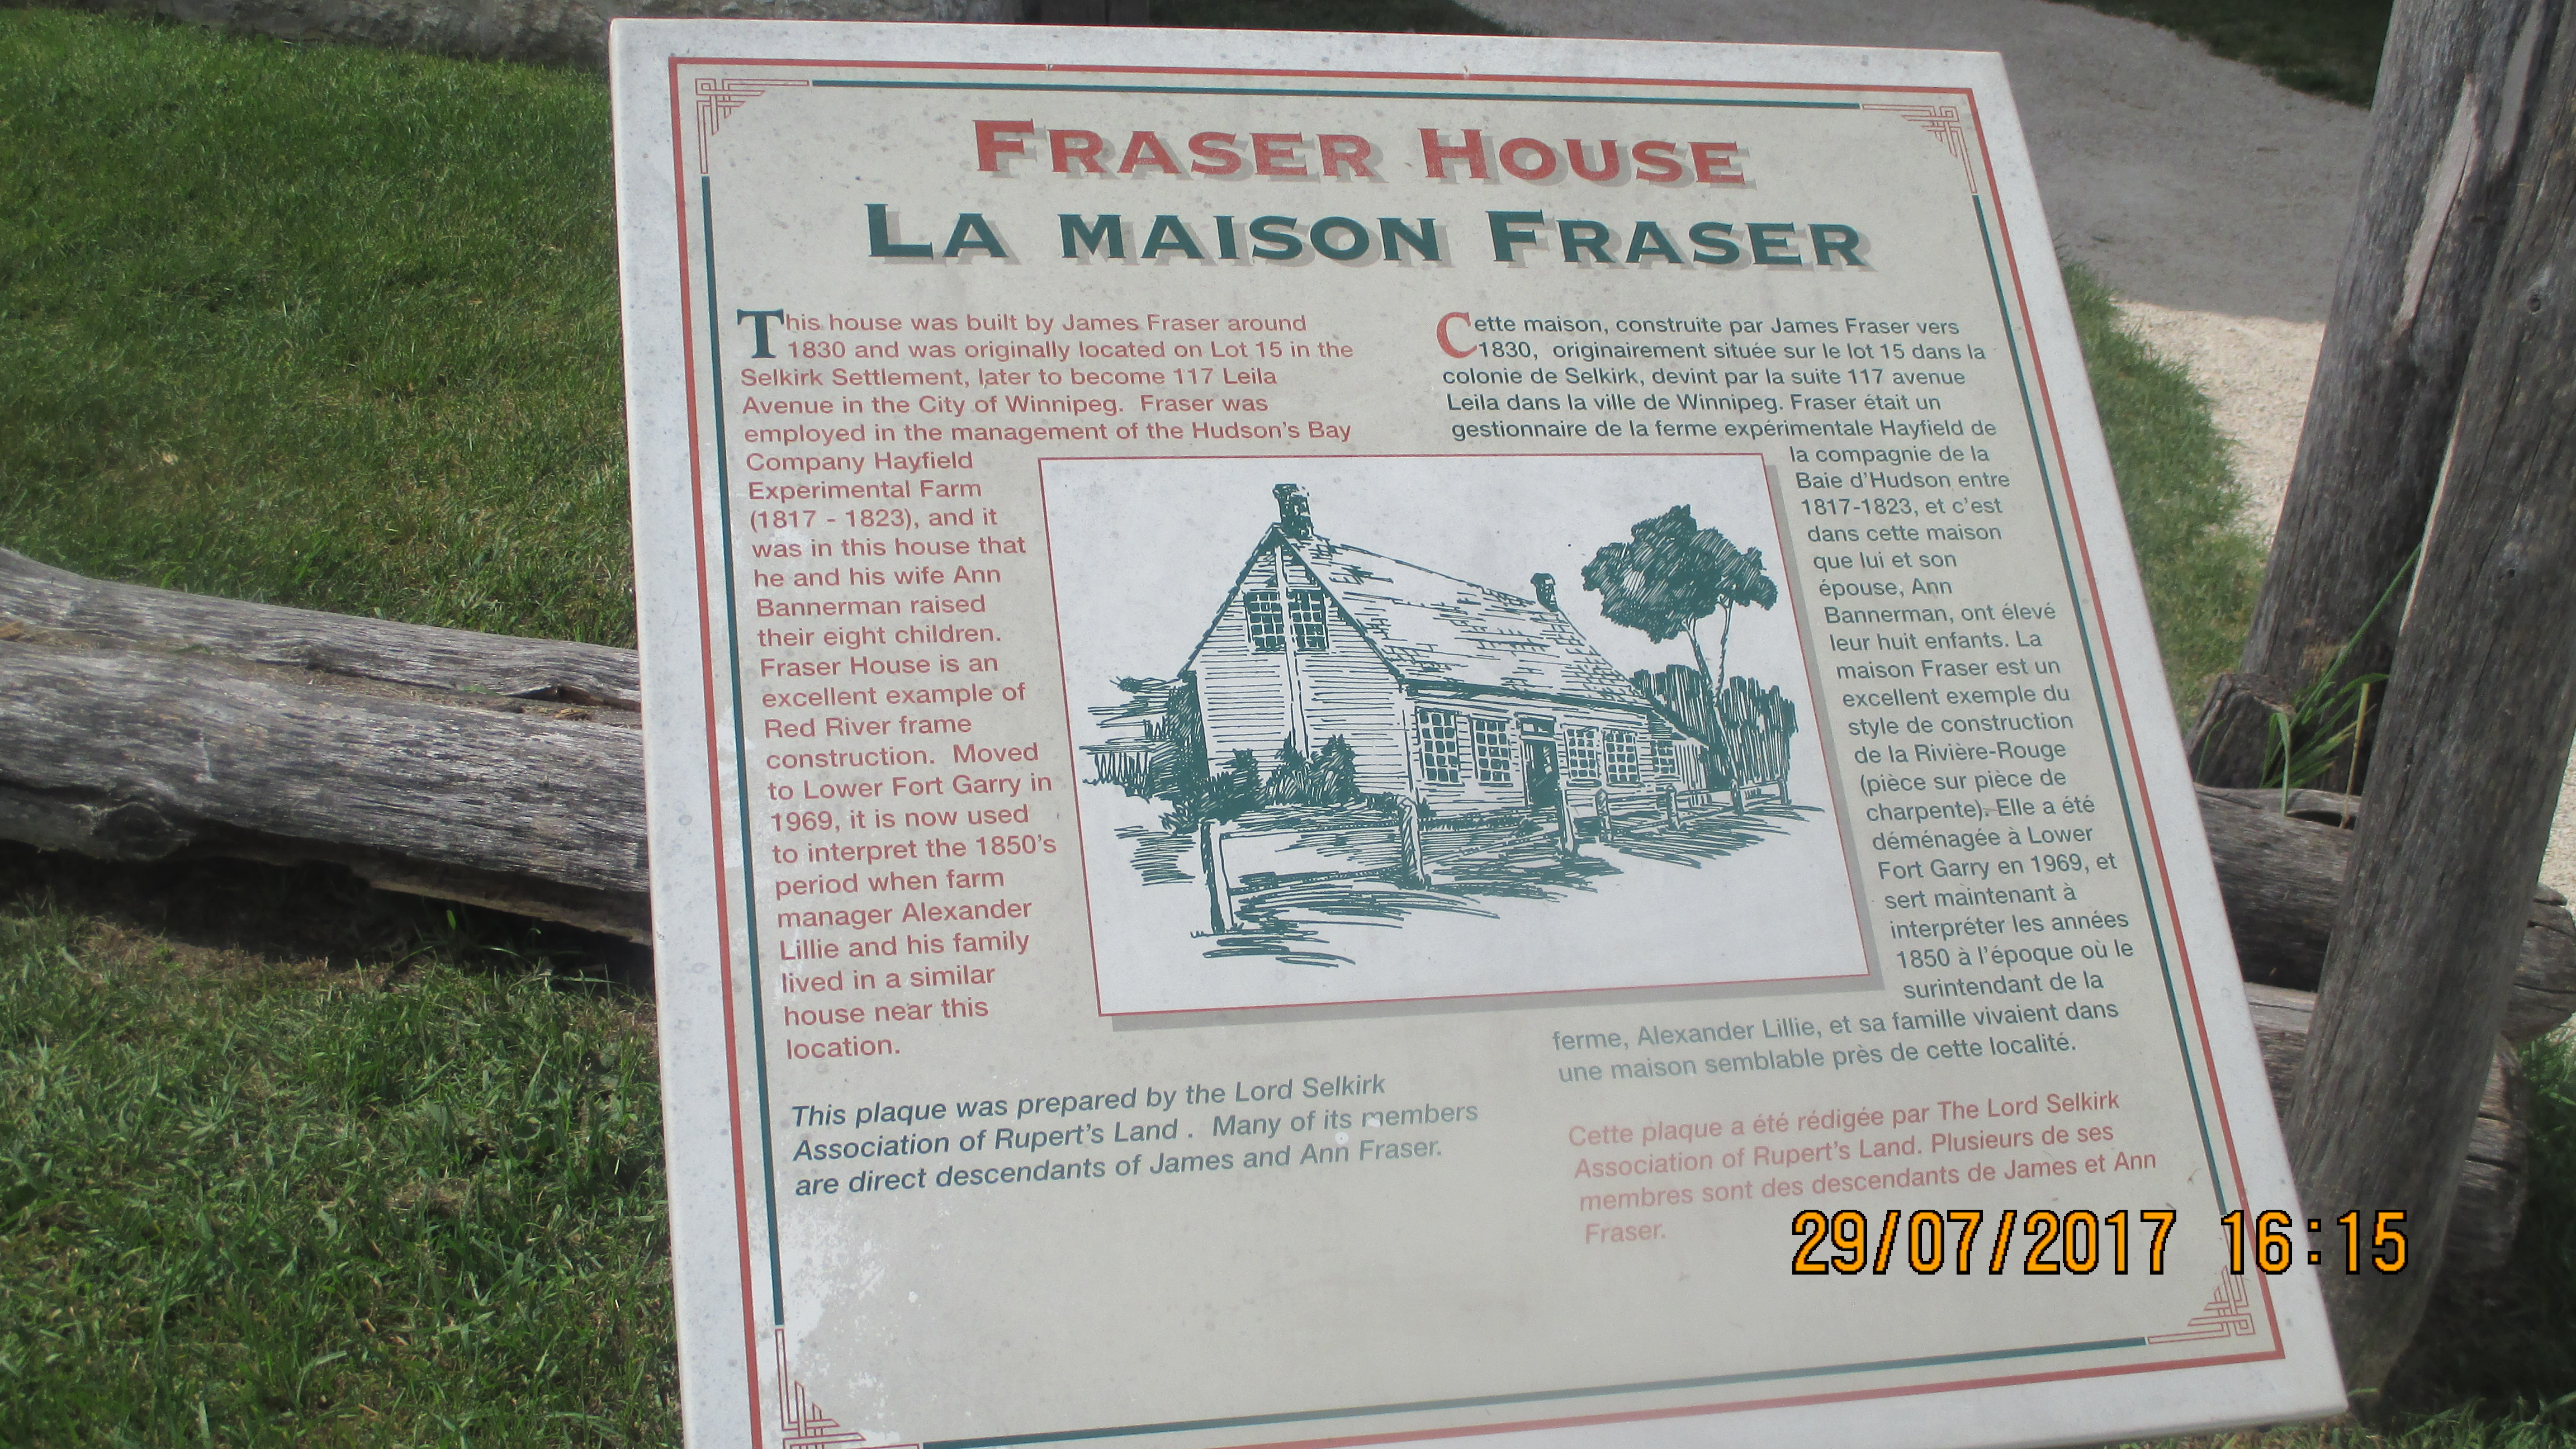 FRASER HOUSE
LA MAISON FRASER
This house was built by James Fraser around
1830 and was originally located on Lot 15 in the
Selkirk Settlement, later to become 117 Leila
Avenue in the City of Winnipeg. Fraser was
employed in the management of the Hudson's Bay
Company Hayfield
Experimental Farm
(1817 - 1823), and it
was in this house that
he and his wife Ann
Bannerman raised
their eight children.
Fraser House is an
excellent example of
Red River frame
construction. Moved
to Lower Fort Garry in
1969, it is now used
to interpret the 1850's
period when farm
manager Alexander
Lillie and his family
lived in a similar
house near this
location.
This plaque was prepared by the Lord Selkirk
Association of Rupert's Land . Many of its members
are direct descendants of James and Ann Fraser.
Cette maison, construite par James Fraser vers
1830, originairement située sur le lot 15 dans la
colonie de Selkirk, devint par la suite 117 avenue
Leila dans la ville de Winnipeg. Fraser était un
gestionnaire de la ferme expérimentale Hayfield de
la compagnie de la
Baie d'Hudson entre
1817-1823, et c'est
dans cette maison
que lui et son
épouse, Ann
Bannerman, ont élevé
leur huit enfants. La
maison Fraser est un
excellent exemple du
style de construction
de la Rivière-Rouge
(pièce sur pièce de
charpente). Elle a été
déménagée à Lower
Fort Garry en 1969, et
sert maintenant à
interpréter les années
1850 à l'époque où le
surintendant de la
ferme, Alexander Lillie, et sa famille vivaient dans
une maison semblable près de cette localité.
Cette plaque a été rédigée par The Lord Selkirk
Association of Rupert's Land. Plusieurs de ses
membres sont des descendants de James et Ann
Fraser.
29/07/2017 16:15